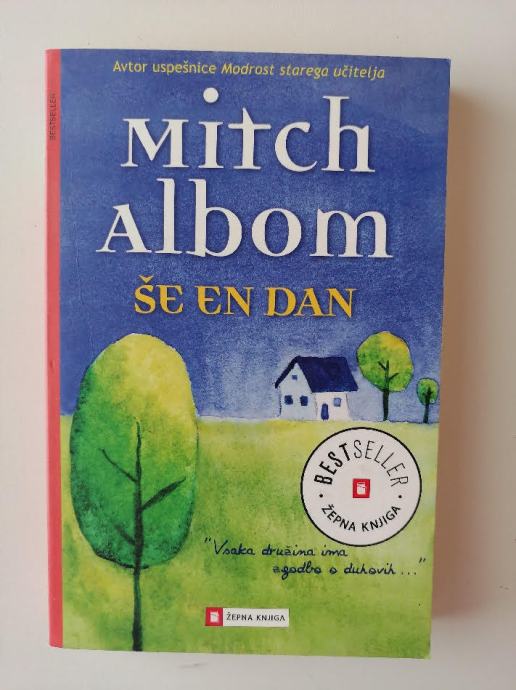 Avtor uspešnice Modrost starega učitelja
BESTSELLER
Mitch
Albom
ŠE EN DAN
BESTSELLER
ŽEPNA KNJIGA
"Vsaka družina ima
zgodbo o duhovih..."
ŽEPNA KNJIGA